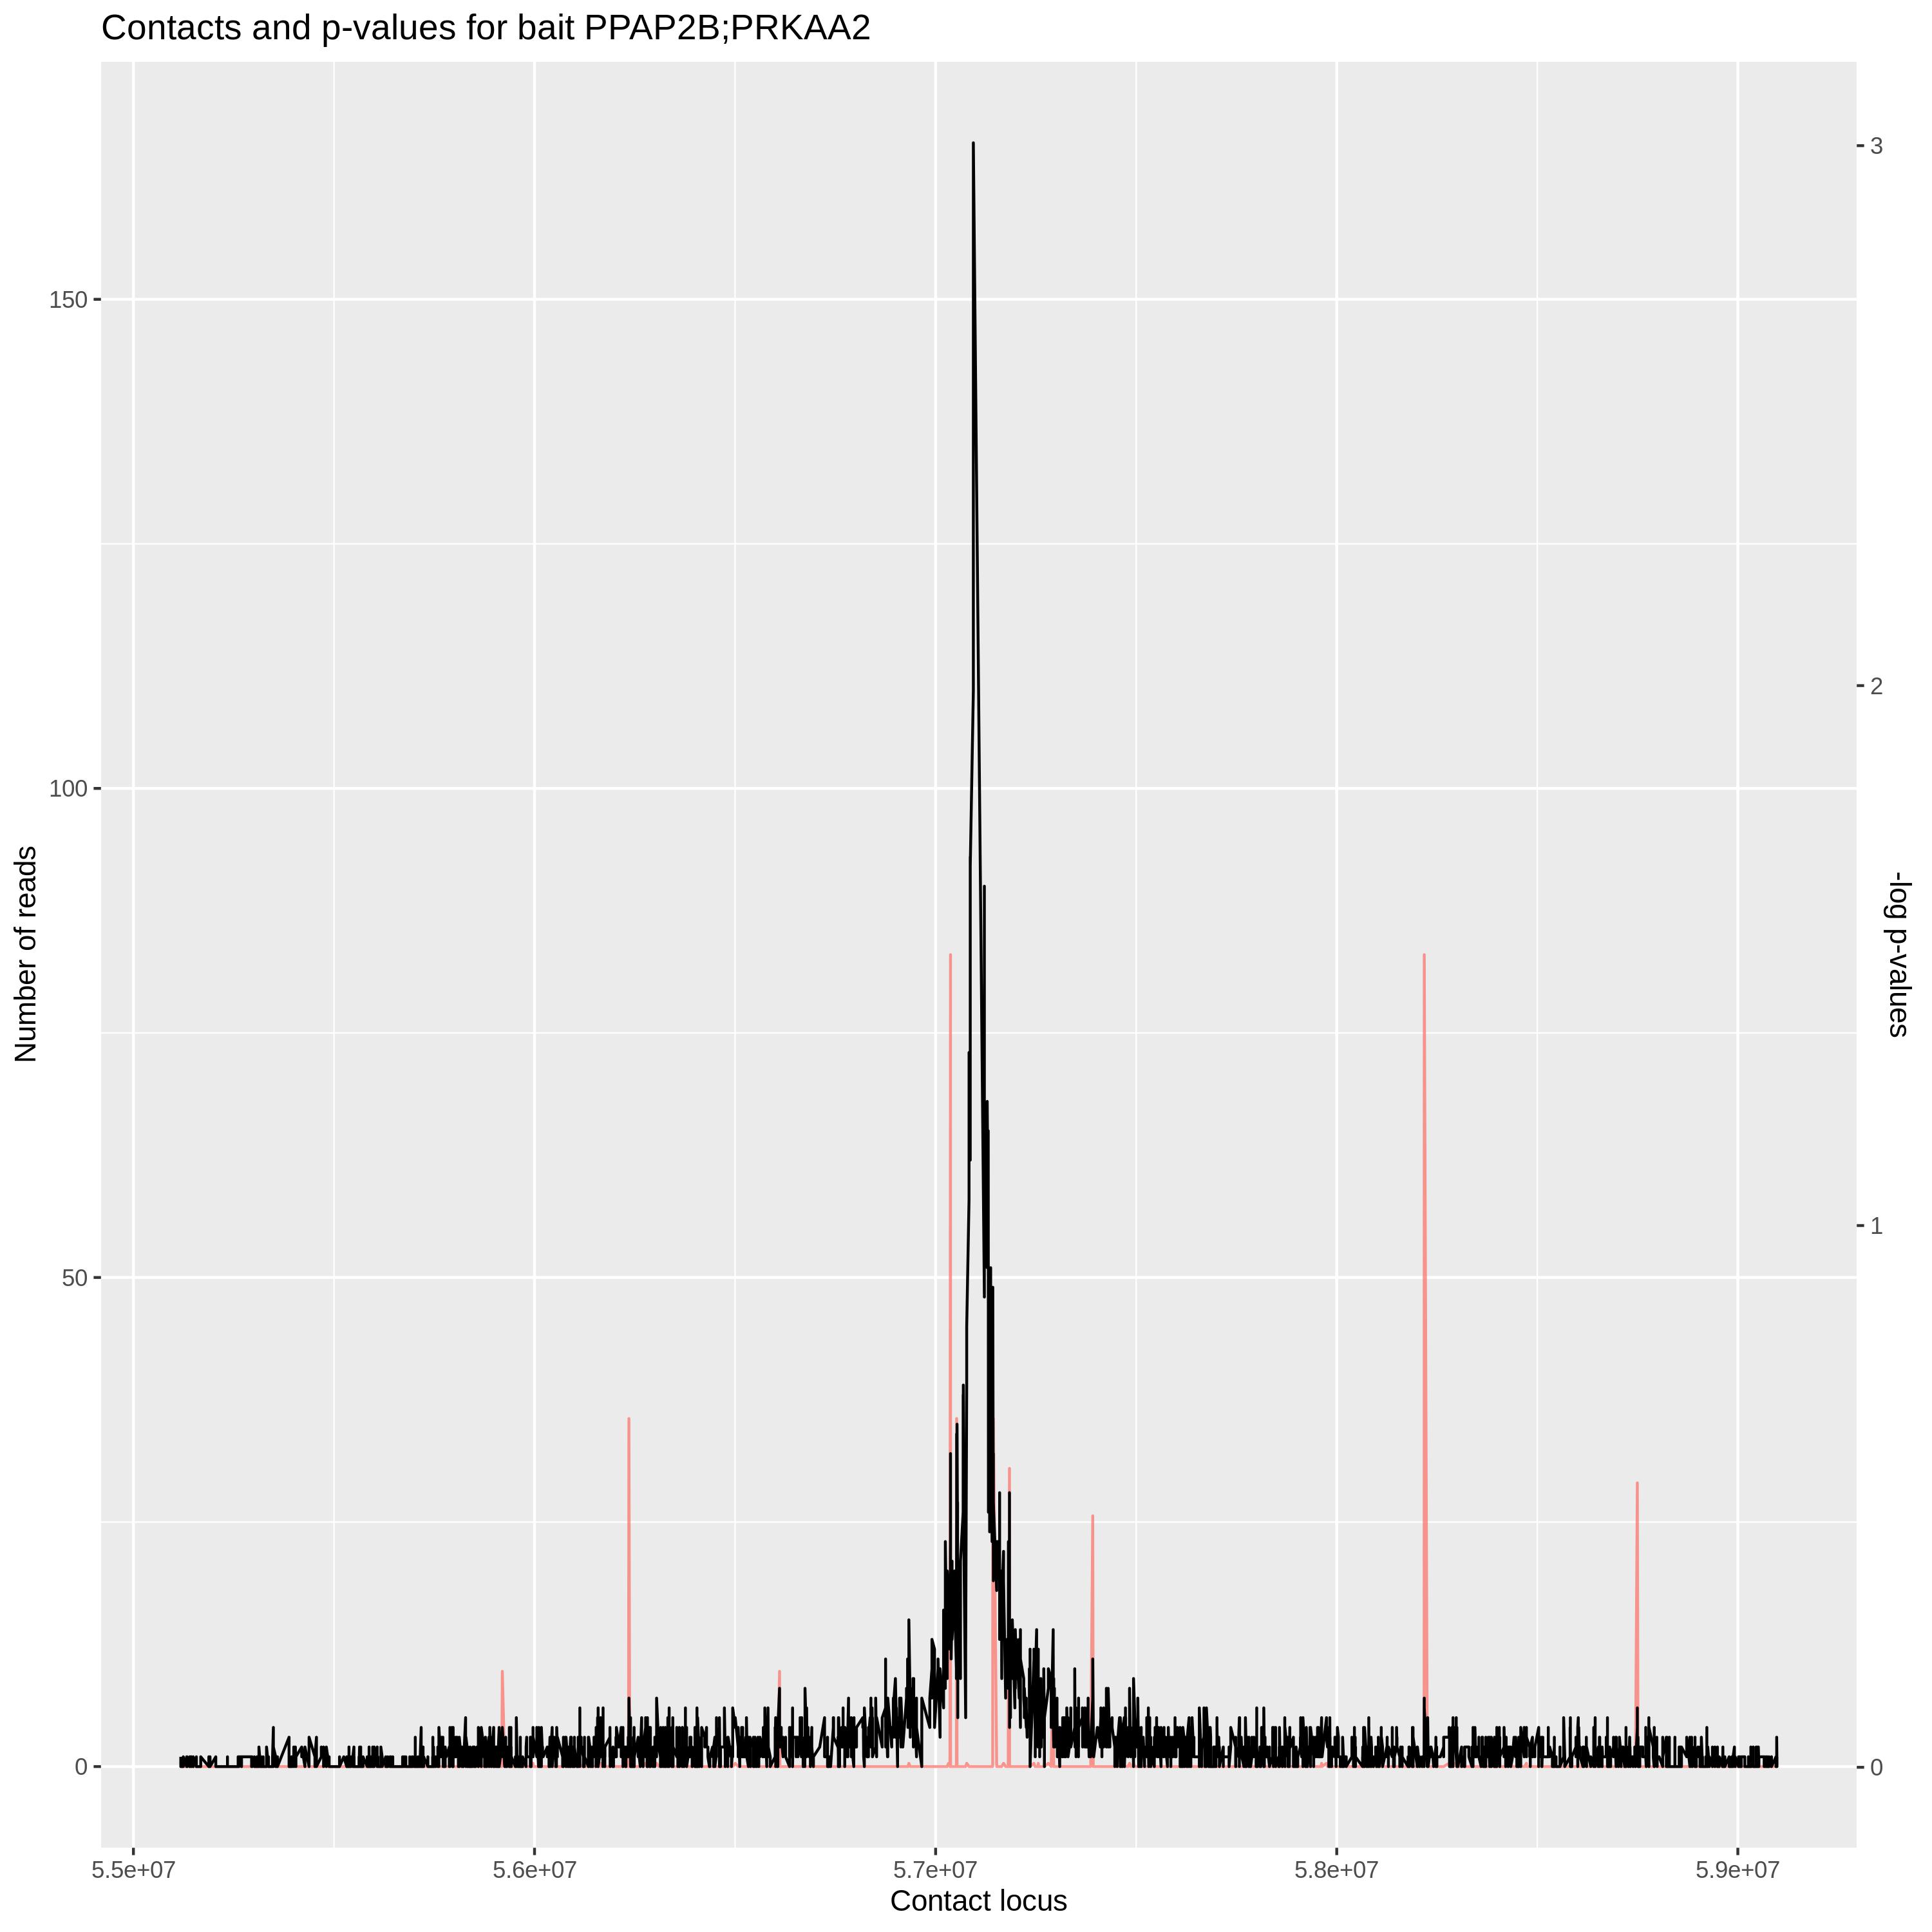 Contacts and p-values for bait PPAP2B;PRKAA2
Number of reads
150
100
50
0
3
2
1
0
-log p-values
5.5e+07
5.6e+07
5.7e+07
5.8e+07
5.9e+07
Contact locus